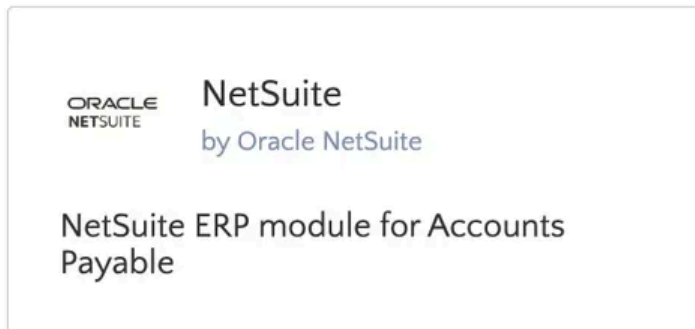 ORACLE
NETSUITE
NetSuite
by Oracle NetSuite
NetSuite ERP module for Accounts
Payable